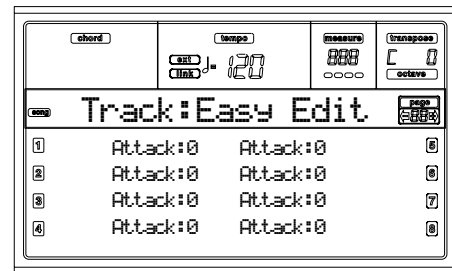 chord tempo measure transpose
ext ♩= 120 888 C 0
link octave
song Track:Easy Edit page
1 Attack:0 Attack:0 5
2 Attack:0 Attack:0 6
3 Attack:0 Attack:0 7
4 Attack:0 Attack:0 8